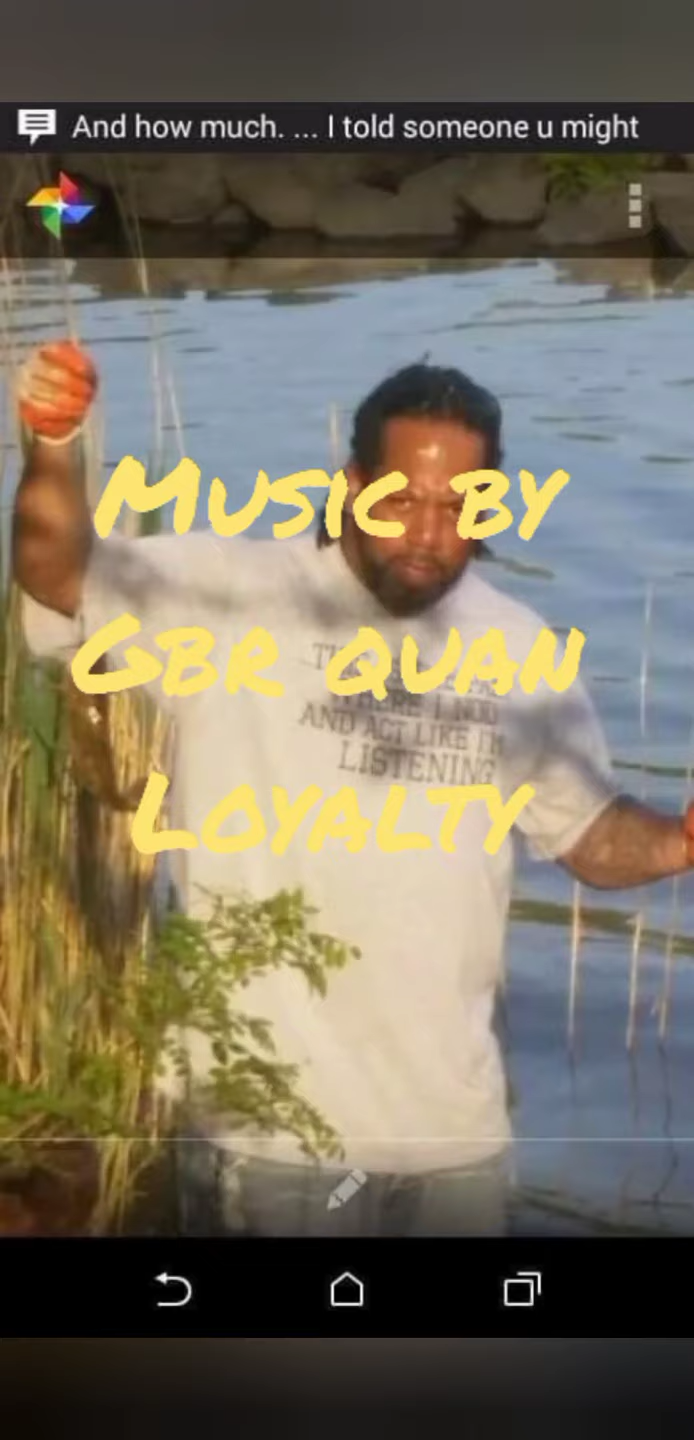 And how much. ... I told someone u might
Music by
Gbr quan
AND ACT LIKE I'M
LISTENING
Loyalty